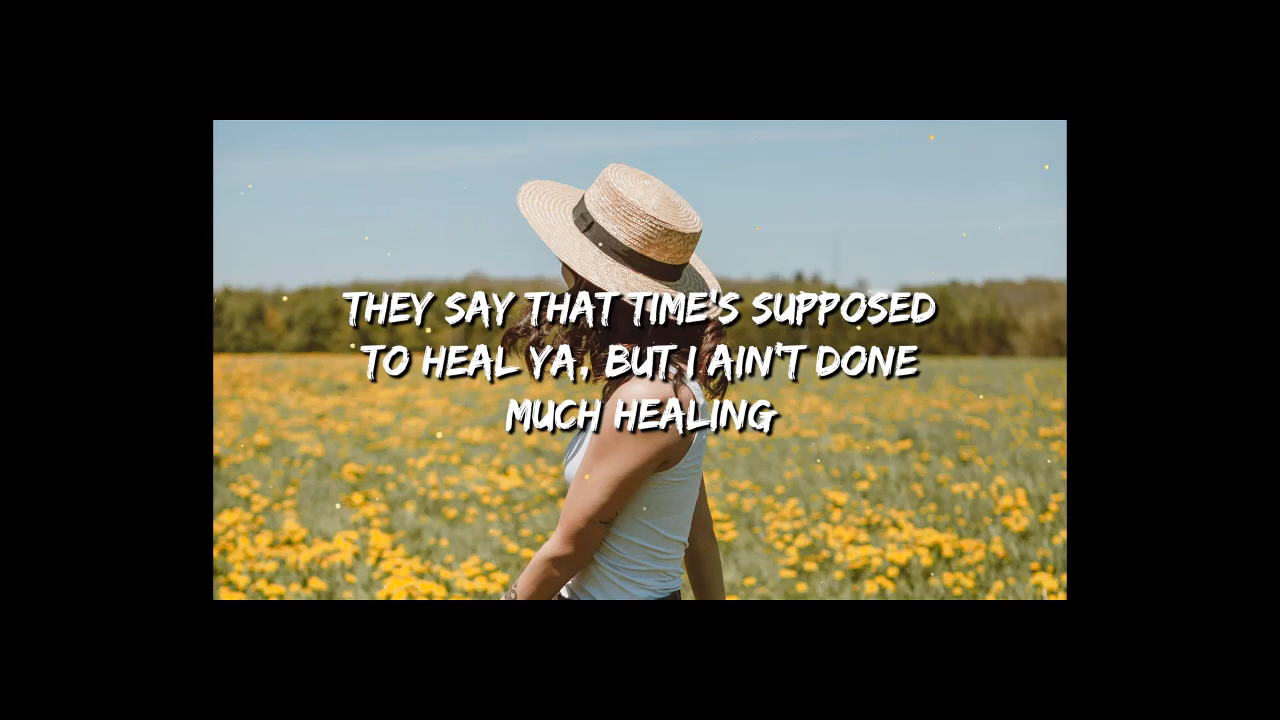 THEY SAY THAT TIME'S SUPPOSED
TO HEAL YA, BUT I AIN'T DONE
MUCH HEALING